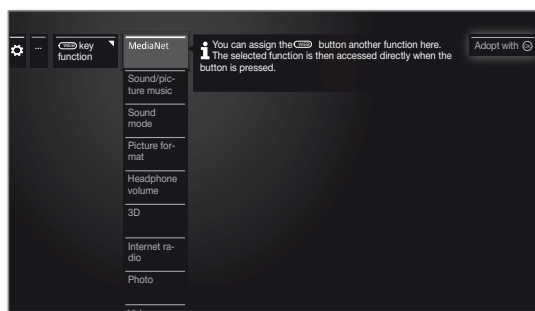 ...
key
function
MediaNet
You can assign the button another function here.
The selected function is then accessed directly when the
button is pressed.
Adopt with OK
Sound/pic-
ture music
Sound
mode
Picture for-
mat
Headphone
volume
3D
Internet ra-
dio
Photo